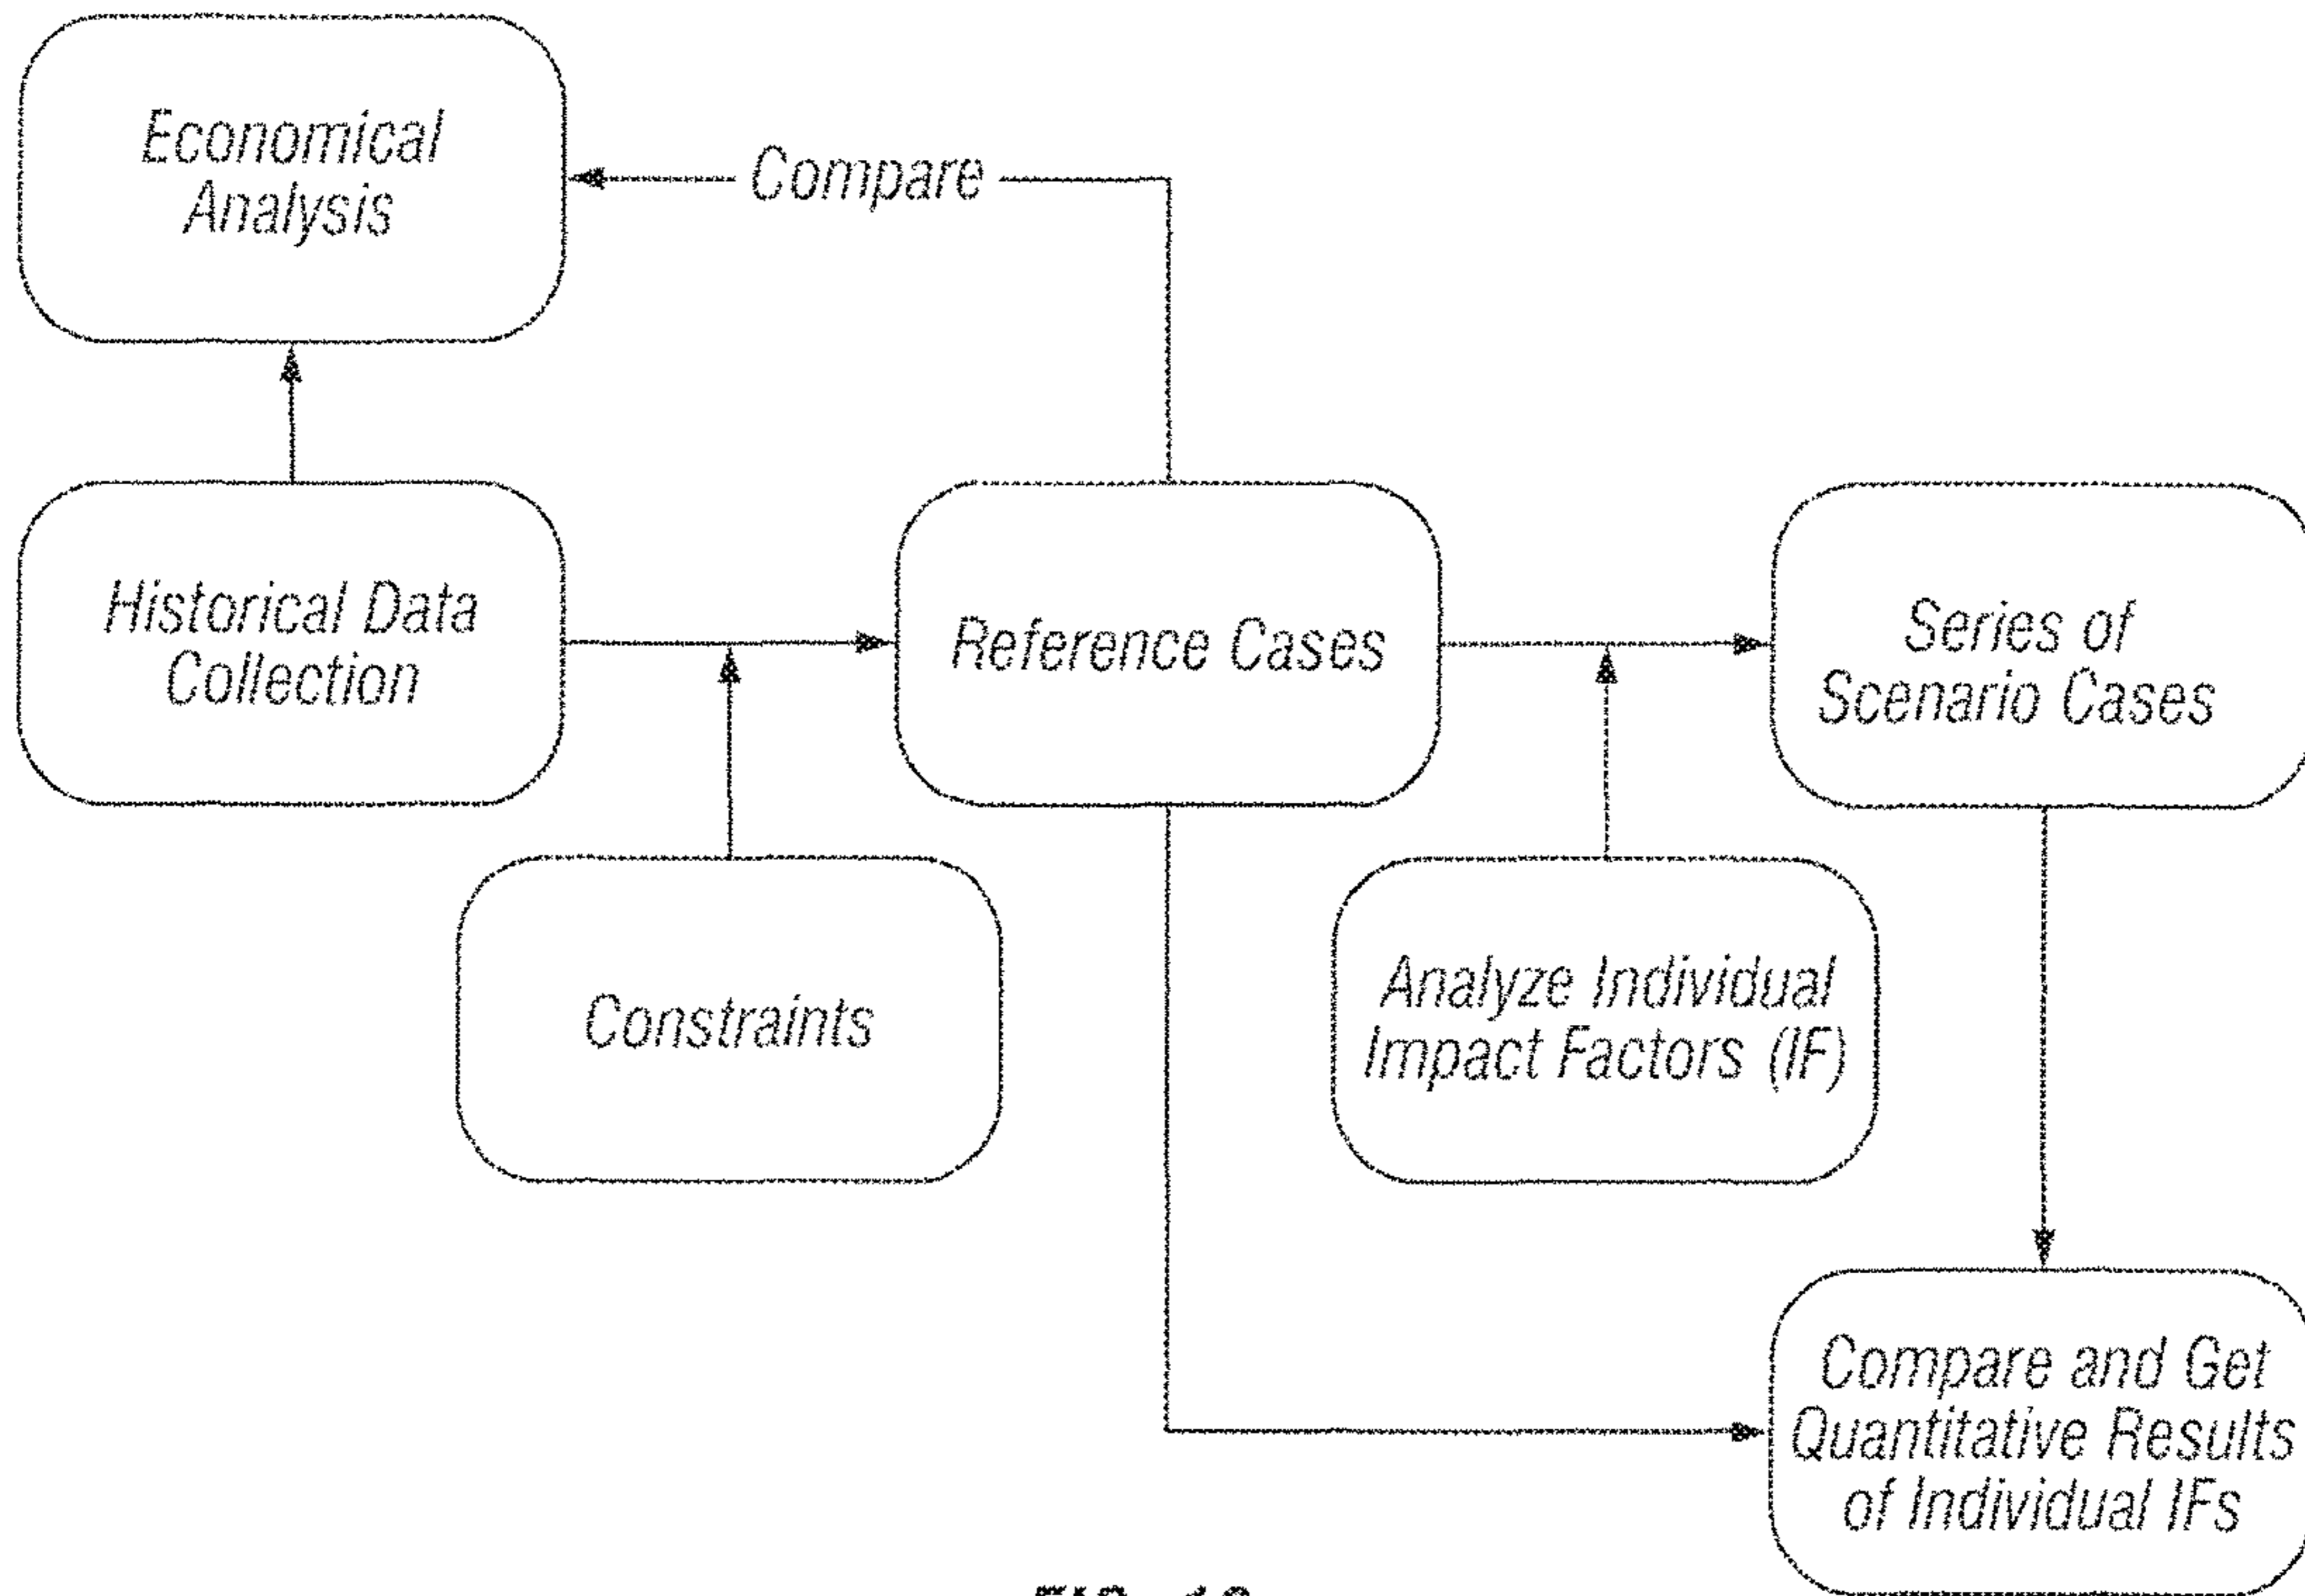 Economical
Analysis
Compare
Historical Data
Collection
Reference Cases
Series of
Scenario Cases
Constraints
Analyze Individual
Impact Factors (IF)
Compare and Get
Quantitative Results
of Individual IFs